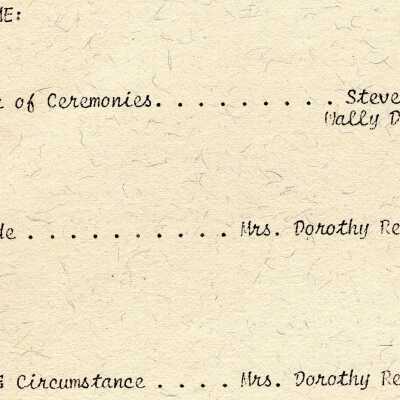 ME:
of Ceremonies. . . . . . . . . . Steve
Wally D
de . . . . . . . . . . Mrs. Dorothy Re
Circumstance . . . . Mrs. Dorothy Re